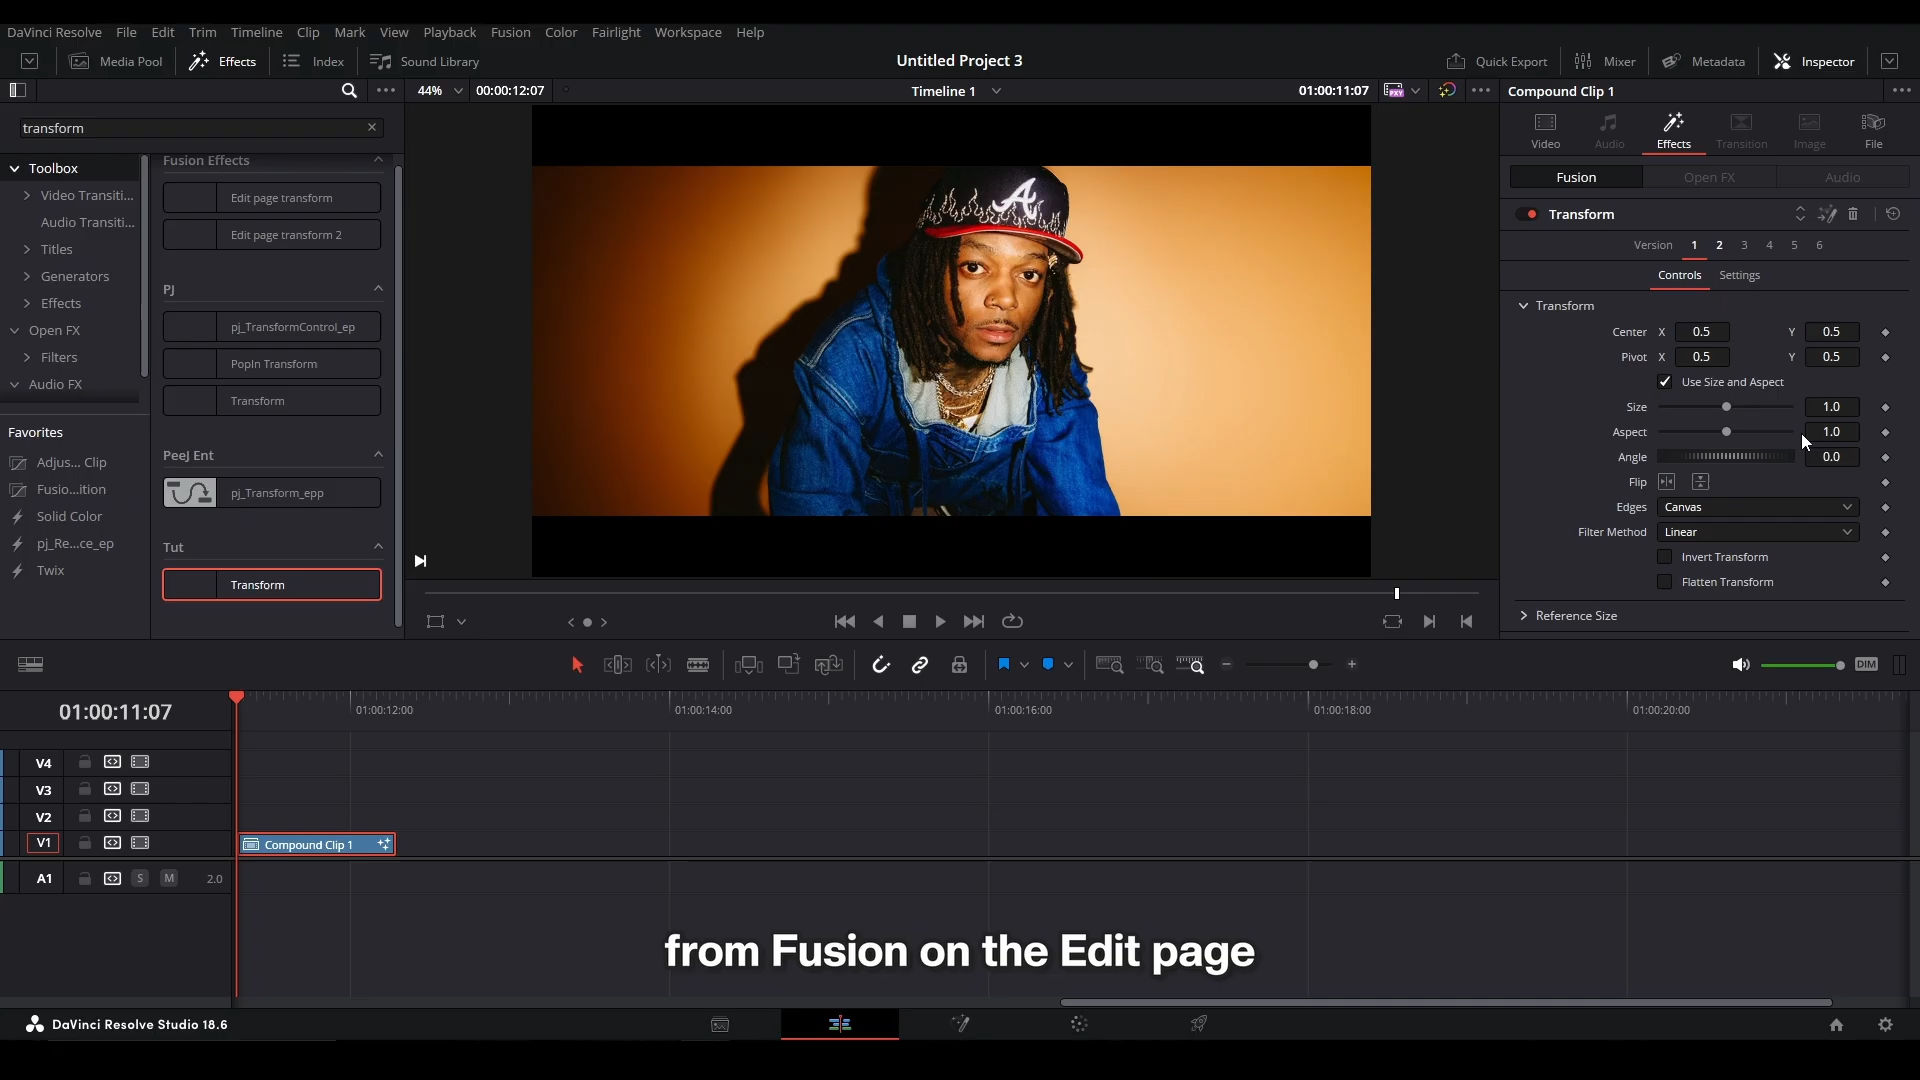 DaVinci Resolve File Edit Trim Timeline Clip Mark View Playback Fusion Color Fairlight Workspace Help
Media Pool Effects Index Sound Library Untitled Project 3 Quick Export Mixer Metadata Inspector
44% 00:00:12:07 Timeline 1 01:00:11:07 PXY Compound Clip 1
transform
Video Audio Effects Transition Image File
Toolbox
Video Transiti...
Audio Transiti...
Titles
Generators
Effects
Open FX
Filters
Audio FX
Favorites
Adjus... Clip
Fusio...ition
Solid Color
pj_Re...ce_ep
Twix
Fusion Effects
Edit page transform
Edit page transform 2
PJ
pj_TransformControl_ep
PopIn Transform
Transform
PeeJ Ent
pj_Transform_epp
Tut
Transform
A
Fusion Open FX Audio
Transform
Version 1 2 3 4 5 6
Controls Settings
Transform
Center X 0.5 Y 0.5
Pivot X 0.5 Y 0.5
Use Size and Aspect
Size 1.0
Aspect 1.0
Angle 0.0
Flip
Edges Canvas
Filter Method Linear
Invert Transform
Flatten Transform
Reference Size
DIM
01:00:11:07 01:00:12:00 01:00:14:00 01:00:16:00 01:00:18:00 01:00:20:00
V4
V3
V2
V1 Compound Clip 1
A1 S M 2.0
from Fusion on the Edit page
DaVinci Resolve Studio 18.6